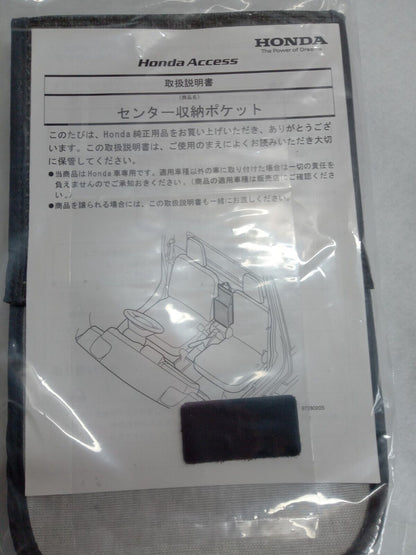 HONDA
The Power of Dreams
Honda Access
取扱説明書
(商品名)
センター収納ポケット
このたびは、Honda 純正用品をお買い上げいただき、ありがとうござ
います。この取扱説明書は、ご使用のまえによくお読みいただき大切
に保管してください。
●当商品はHonda車専用です。適用車種以外の車に取り付けた場合は一切の責任を
負えませんのでご承知おきください。(商品の適用車種は販売店にご確認くださ
い。)
●商品を譲られる場合には、この取扱説明書も一緒にお渡しください。